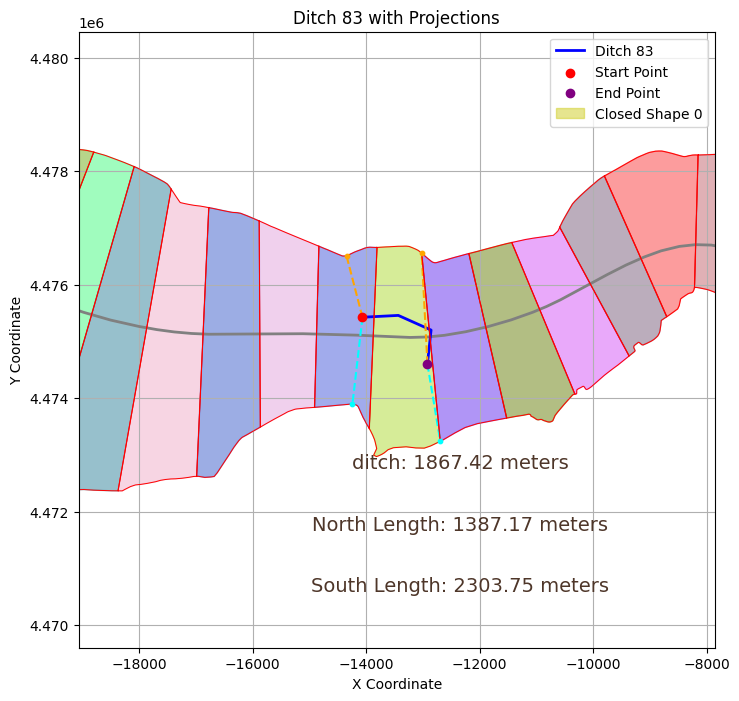 Ditch 83 with Projections
1e6
Ditch 83
Start Point
End Point
Closed Shape 0
4.480
4.478
4.476
4.474
4.472
4.470
Y Coordinate
ditch: 1867.42 meters
North Length: 1387.17 meters
South Length: 2303.75 meters
−18000 −16000 −14000 −12000 −10000 −8000
X Coordinate